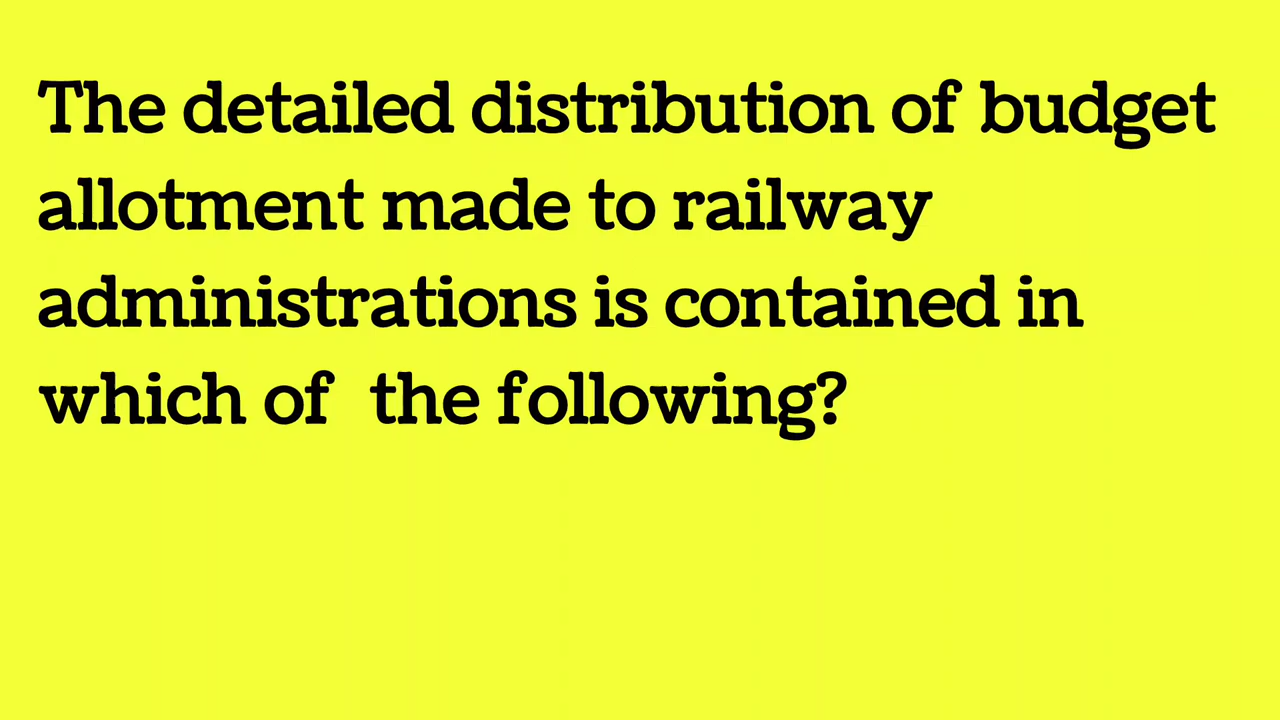 The detailed distribution of budget
allotment made to railway
administrations is contained in
which of  the following?